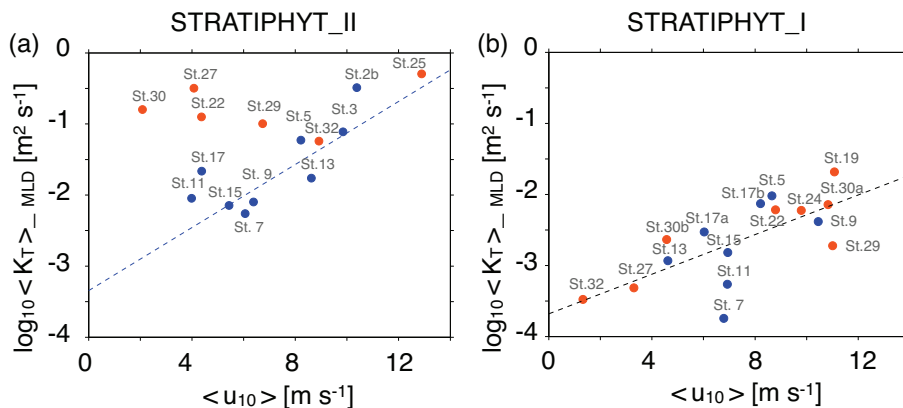 STRATIPHYT_II
(a)
log10<KT>_MLD [m² s-1]
0
-1
-2
-3
-4
St.25
St.27
St.2b
St.30
St.22
St.29
St.5
St.3
St.32
St.17
St.13
St.11
St. 9
St.15
St. 7
0 4 8 12
<u10> [m s-1]
STRATIPHYT_I
(b)
log10<KT>_MLD [m² s-1]
0
-1
-2
-3
-4
St.19
St.5
St.17b
St.30a
St.24
St.22
St.17a
St.30b
St.9
St.15
St.13
St.29
St.27
St.11
St.32
St. 7
0 4 8 12
<u10> [m s-1]